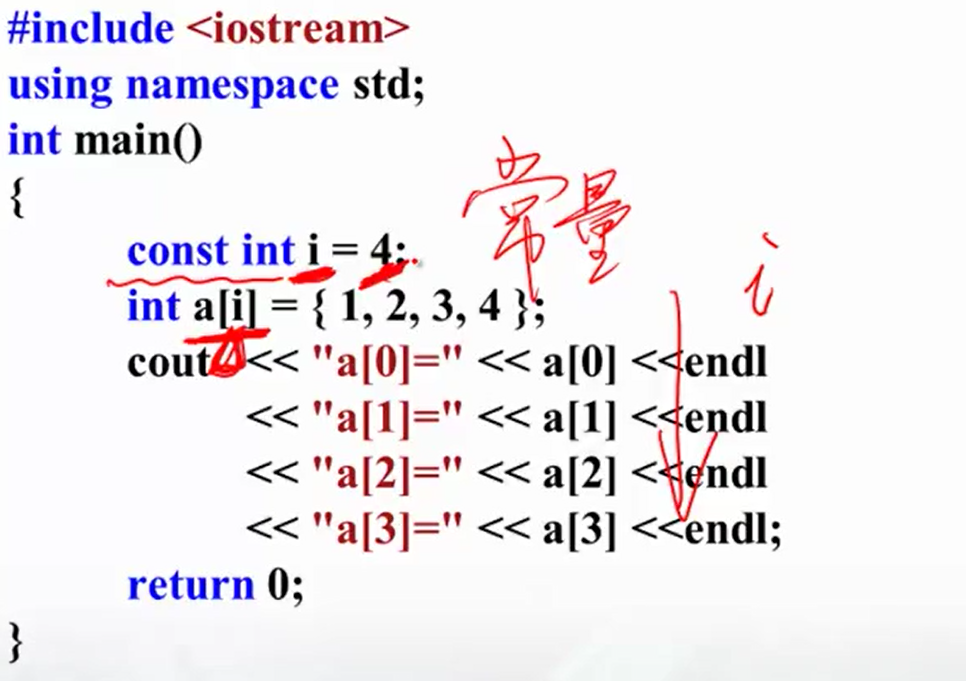 #include <iostream>
using namespace std;
int main()
{
常量
const int i = 4;
i
int a[i] = { 1, 2, 3, 4 };
cout << "a[0]=" << a[0] <<endl
<< "a[1]=" << a[1] <<endl
<< "a[2]=" << a[2] <<endl
<< "a[3]=" << a[3] <<endl;
return 0;
}